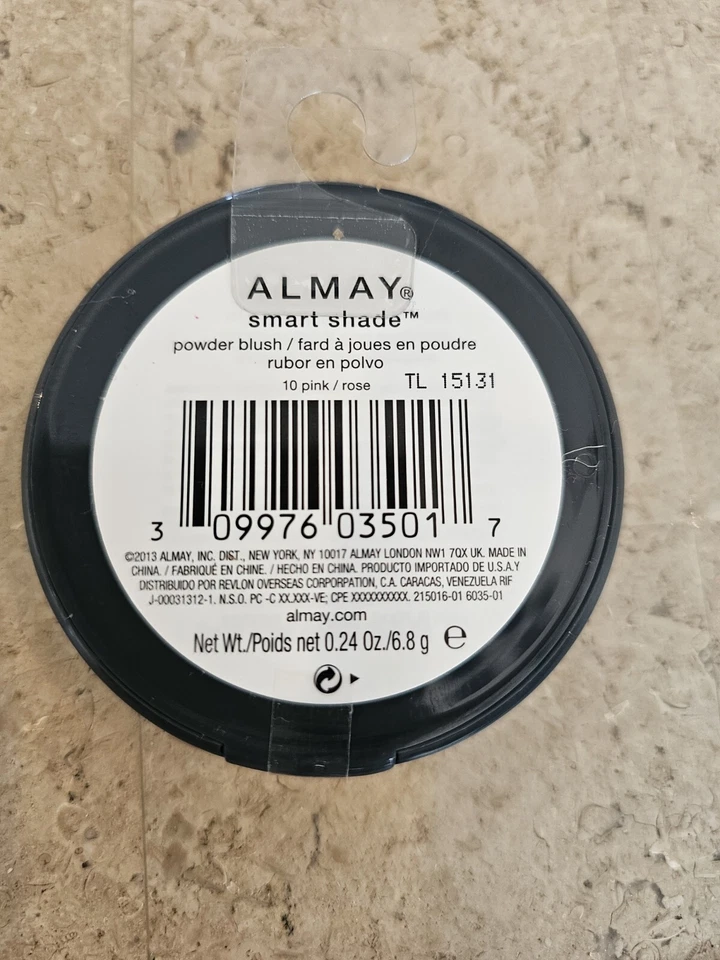 ALMAY®
smart shade™
powder blush / fard à joues en poudre
rubor en polvo
10 pink / rose TL 15131
3 09976 03501 7
©2013 ALMAY, INC. DIST., NEW YORK, NY 10017 ALMAY LONDON NW1 7QX UK. MADE IN
CHINA. / FABRIQUÉ EN CHINE. / HECHO EN CHINA. PRODUCTO IMPORTADO DE U.S.A.Y
DISTRIBUIDO POR REVLON OVERSEAS CORPORPATION, C.A. CARACAS, VENEZUELA RIF
J-00031312-1. N.S.O. PC -C XX.XXX-VE; CPE XXXXXXXXXX. 215016-01 6035-01
almay.com
Net Wt./Poids net 0.24 Oz./6.8 g ℮